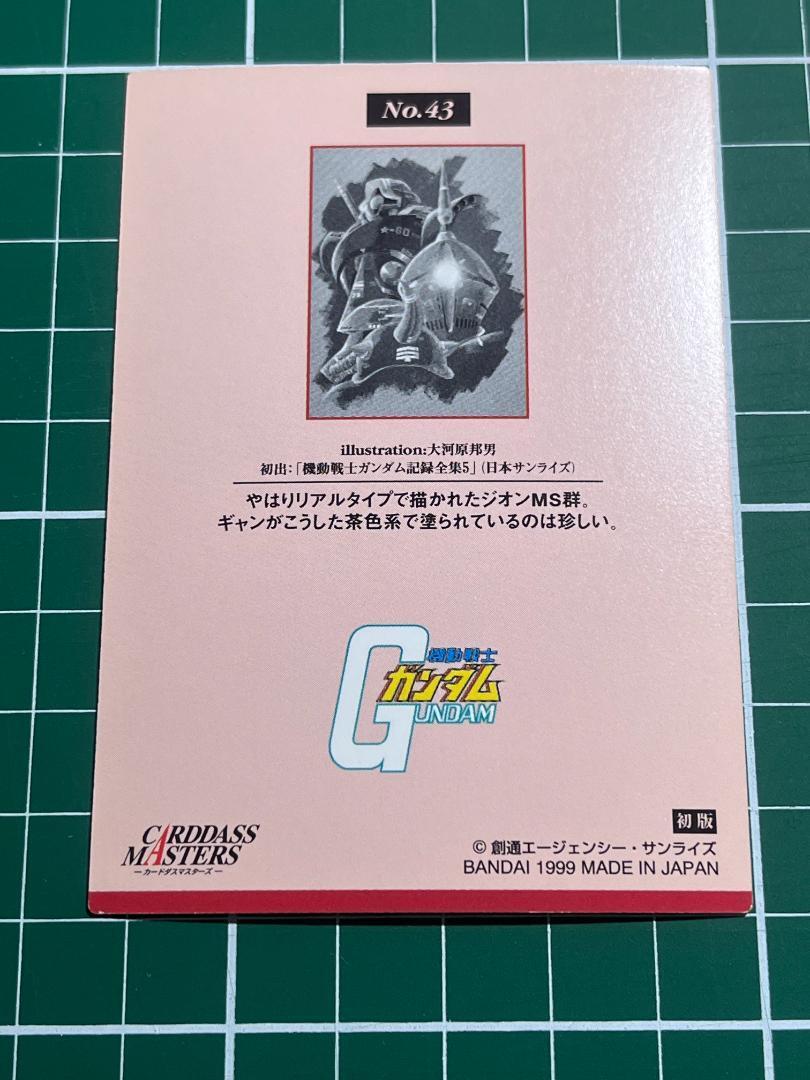 No.43
★-60
illustration:大河原邦男
初出:「機動戦士ガンダム記録全集5」(日本サンライズ)
やはりリアルタイプで描かれたジオンMS群。
ギャンがこうした茶色系で塗られているのは珍しい。
機動戦士
ガンダム
GUNDAM
初版
CARDDASS
MASTERS
ーカードダスマスターズー
© 創通エージェンシー・サンライズ
BANDAI 1999 MADE IN JAPAN